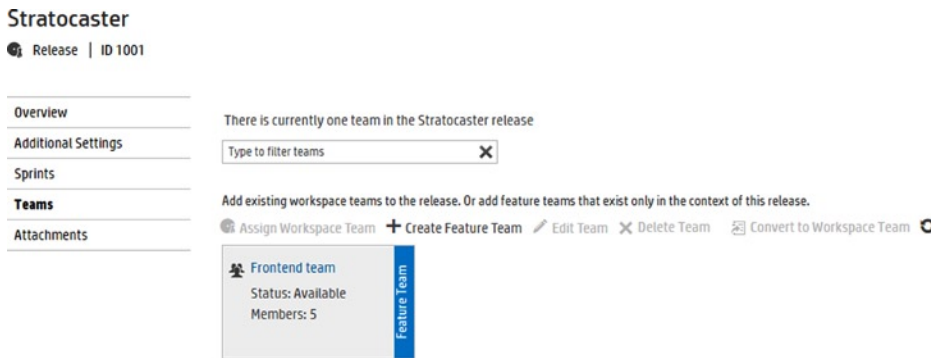 Stratocaster
Release | ID 1001
Overview
Additional Settings
Sprints
Teams
Attachments
There is currently one team in the Stratocaster release
Type to filter teams
Add existing workspace teams to the release. Or add feature teams that exist only in the context of this release.
Assign Workspace Team Create Feature Team Edit Team Delete Team Convert to Workspace Team
Frontend team
Status: Available
Members: 5
Feature Team